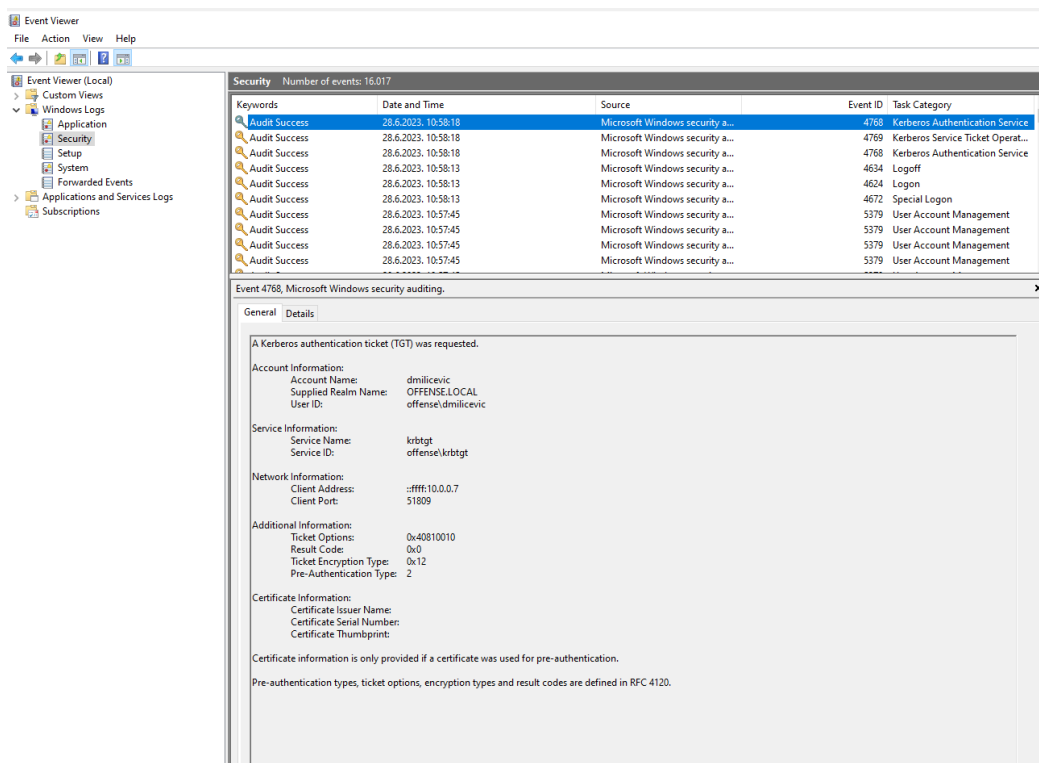 Event Viewer
File Action View Help
Event Viewer (Local)
Custom Views
Windows Logs
Application
Security
Setup
System
Forwarded Events
Applications and Services Logs
Subscriptions
Security Number of events: 16.017
Keywords Date and Time Source Event ID Task Category
Audit Success 28.6.2023. 10:58:18 Microsoft Windows security a... 4768 Kerberos Authentication Service
Audit Success 28.6.2023. 10:58:18 Microsoft Windows security a... 4769 Kerberos Service Ticket Operat...
Audit Success 28.6.2023. 10:58:18 Microsoft Windows security a... 4768 Kerberos Authentication Service
Audit Success 28.6.2023. 10:58:13 Microsoft Windows security a... 4634 Logoff
Audit Success 28.6.2023. 10:58:13 Microsoft Windows security a... 4624 Logon
Audit Success 28.6.2023. 10:58:13 Microsoft Windows security a... 4672 Special Logon
Audit Success 28.6.2023. 10:57:45 Microsoft Windows security a... 5379 User Account Management
Audit Success 28.6.2023. 10:57:45 Microsoft Windows security a... 5379 User Account Management
Audit Success 28.6.2023. 10:57:45 Microsoft Windows security a... 5379 User Account Management
Audit Success 28.6.2023. 10:57:45 Microsoft Windows security a... 5379 User Account Management
Event 4768, Microsoft Windows security auditing.
General Details
A Kerberos authentication ticket (TGT) was requested.
Account Information:
Account Name: dmilicevic
Supplied Realm Name: OFFENSE.LOCAL
User ID: offense\dmilicevic
Service Information:
Service Name: krbtgt
Service ID: offense\krbtgt
Network Information:
Client Address: ::ffff:10.0.0.7
Client Port: 51809
Additional Information:
Ticket Options: 0x40810010
Result Code: 0x0
Ticket Encryption Type: 0x12
Pre-Authentication Type: 2
Certificate Information:
Certificate Issuer Name:
Certificate Serial Number:
Certificate Thumbprint:
Certificate information is only provided if a certificate was used for pre-authentication.
Pre-authentication types, ticket options, encryption types and result codes are defined in RFC 4120.